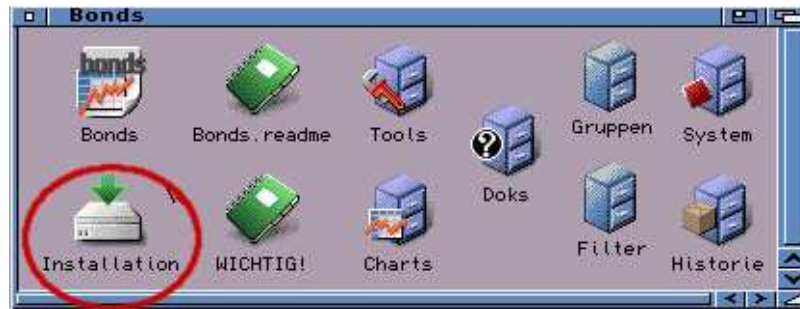 Bonds
bonds
Bonds
Bonds.readme
Tools
Doks
Gruppen
System
Installation
WICHTIG!
Charts
Filter
Historie